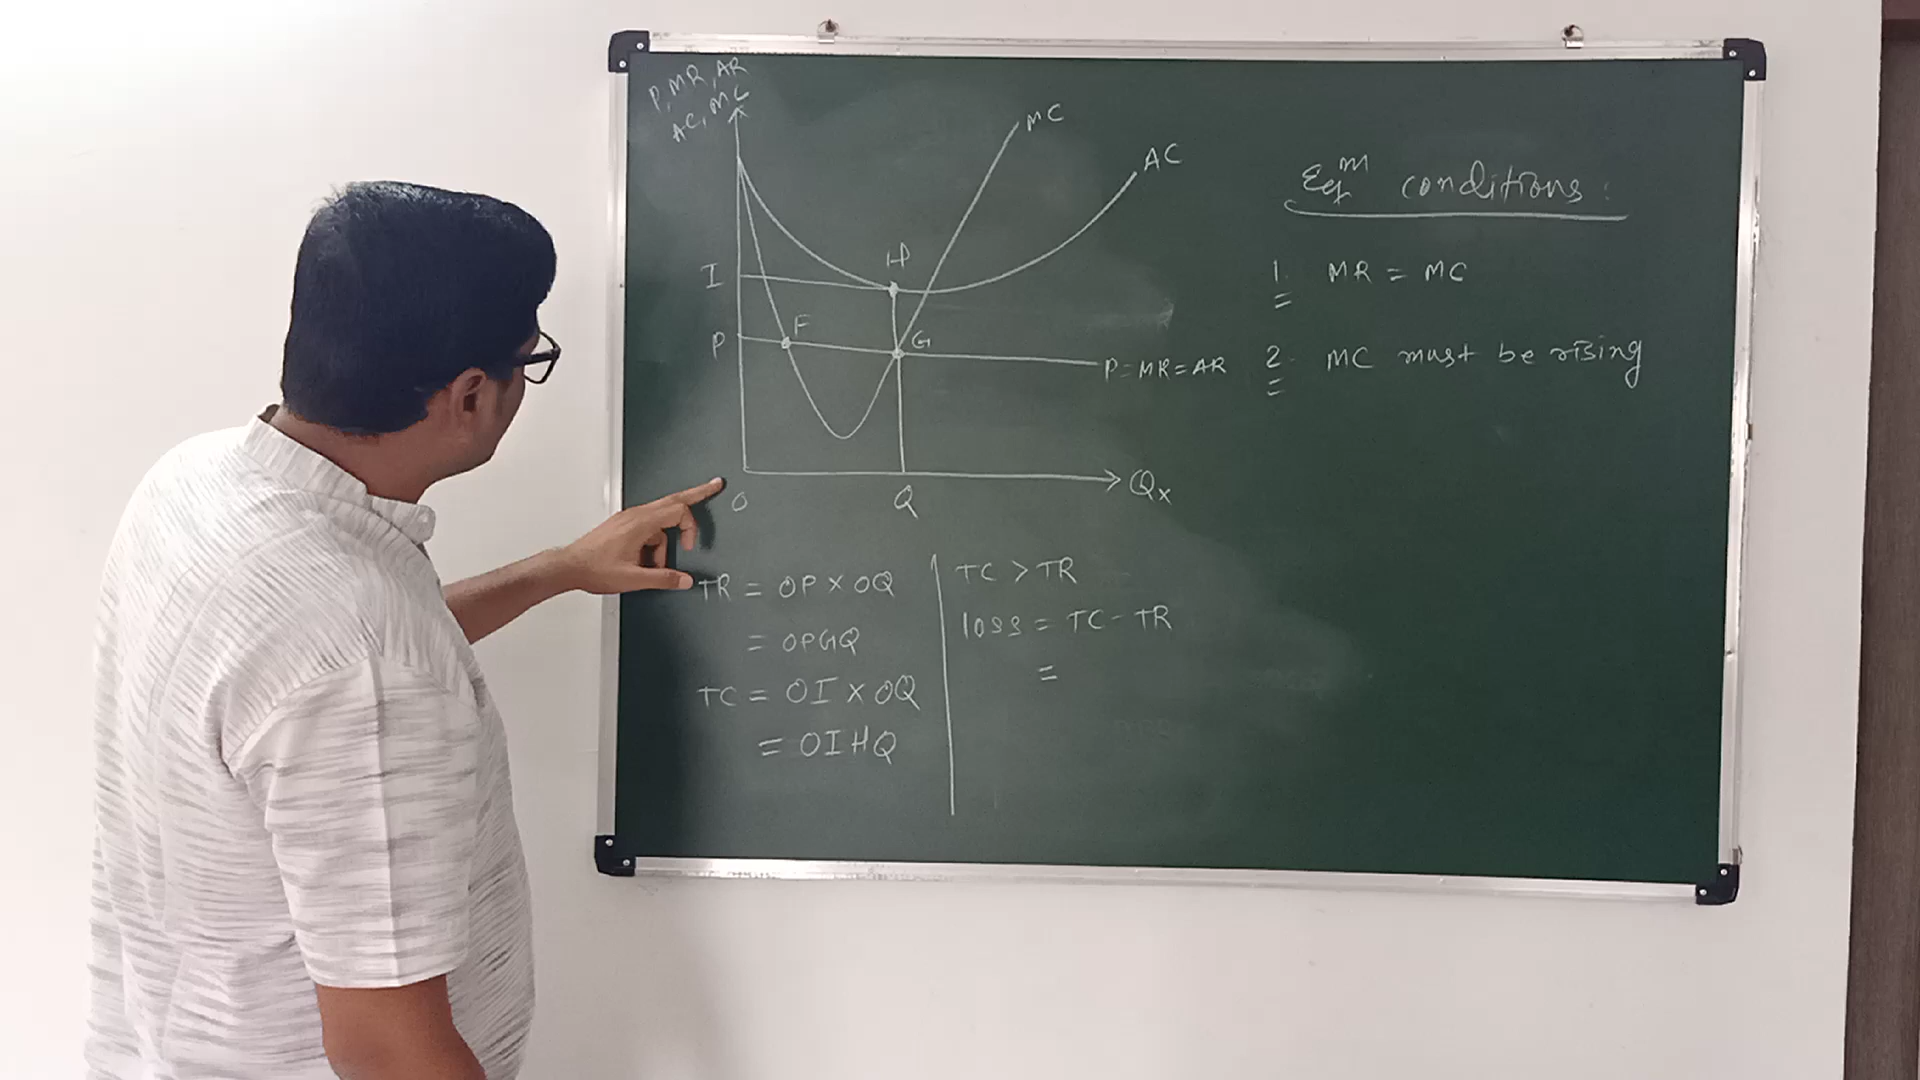 P, MR, AR
AC, MC
MC
AC
H
I
F
G
P
P=MR=AR
O
Q
Qx
Eqm conditions:
1. MR = MC
2. MC must be rising
TR = OP × OQ
= OPGQ
TC = OI × OQ
= OIHQ
TC > TR
loss = TC - TR
=